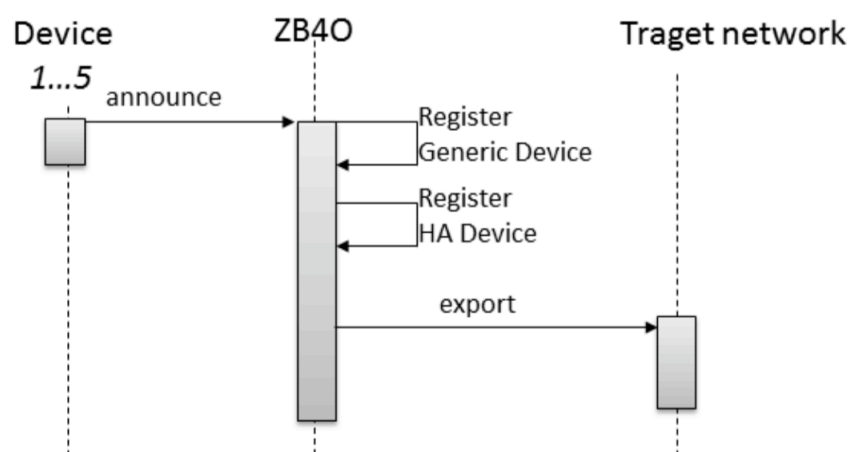 Device
ZB4O
Traget network
1...5
announce
Register
Generic Device
Register
HA Device
export